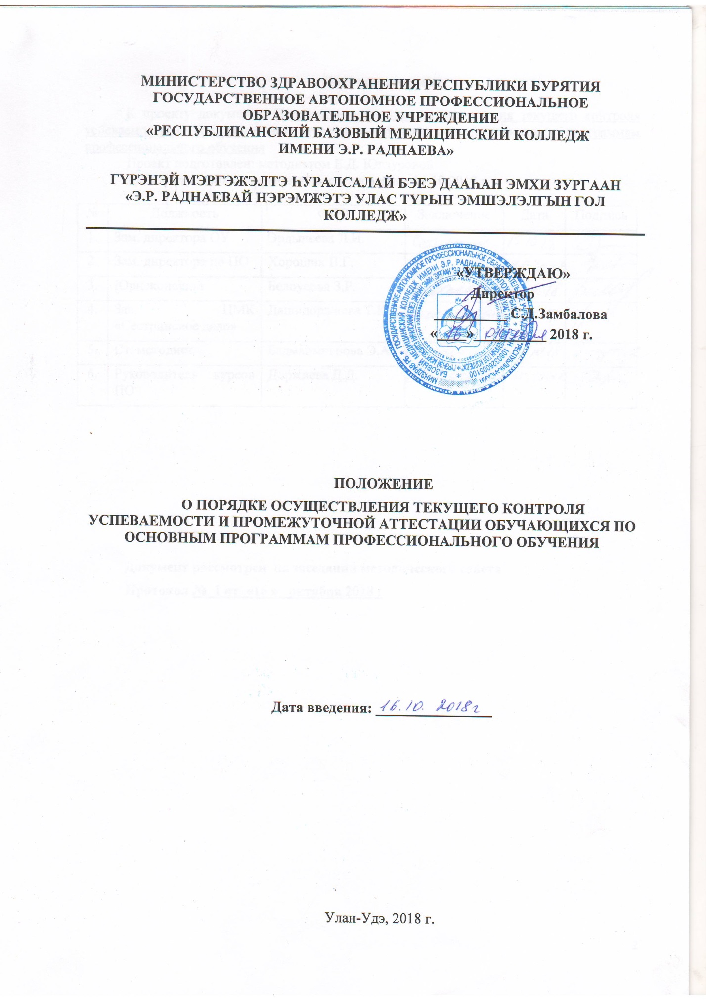 МИНИСТЕРСТВО ЗДРАВООХРАНЕНИЯ РЕСПУБЛИКИ БУРЯТИЯ
ГОСУДАРСТВЕННОЕ АВТОНОМНОЕ ПРОФЕССИОНАЛЬНОЕ
ОБРАЗОВАТЕЛЬНОЕ УЧРЕЖДЕНИЕ
«РЕСПУБЛИКАНСКИЙ БАЗОВЫЙ МЕДИЦИНСКИЙ КОЛЛЕДЖ
ИМЕНИ Э.Р. РАДНАЕВА»
ГҮРЭНЭЙ МЭРГЭЖЭЛТЭ ҺУРАЛСАЛАЙ БЭЕЭ ДААҺАН ЭМХИ ЗУРГААН
«Э.Р. РАДНАЕВАЙ НЭРЭМЖЭТЭ УЛАС ТҮРЫН ЭМШЭЛЭЛГЫН ГОЛ
КОЛЛЕДЖ»
«УТВЕРЖДАЮ»
Директор
С.Д.Замбалова
«16» октября 2018 г.
ПОЛОЖЕНИЕ
О ПОРЯДКЕ ОСУЩЕСТВЛЕНИЯ ТЕКУЩЕГО КОНТРОЛЯ
УСПЕВАЕМОСТИ И ПРОМЕЖУТОЧНОЙ АТТЕСТАЦИИ ОБУЧАЮЩИХСЯ ПО
ОСНОВНЫМ ПРОГРАММАМ ПРОФЕССИОНАЛЬНОГО ОБУЧЕНИЯ
Дата введения: 16.10. 2018г
Улан-Удэ, 2018 г.